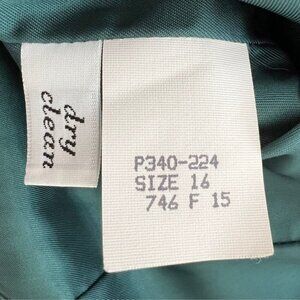 dry
clean
P340-224
SIZE 16
746 F 15